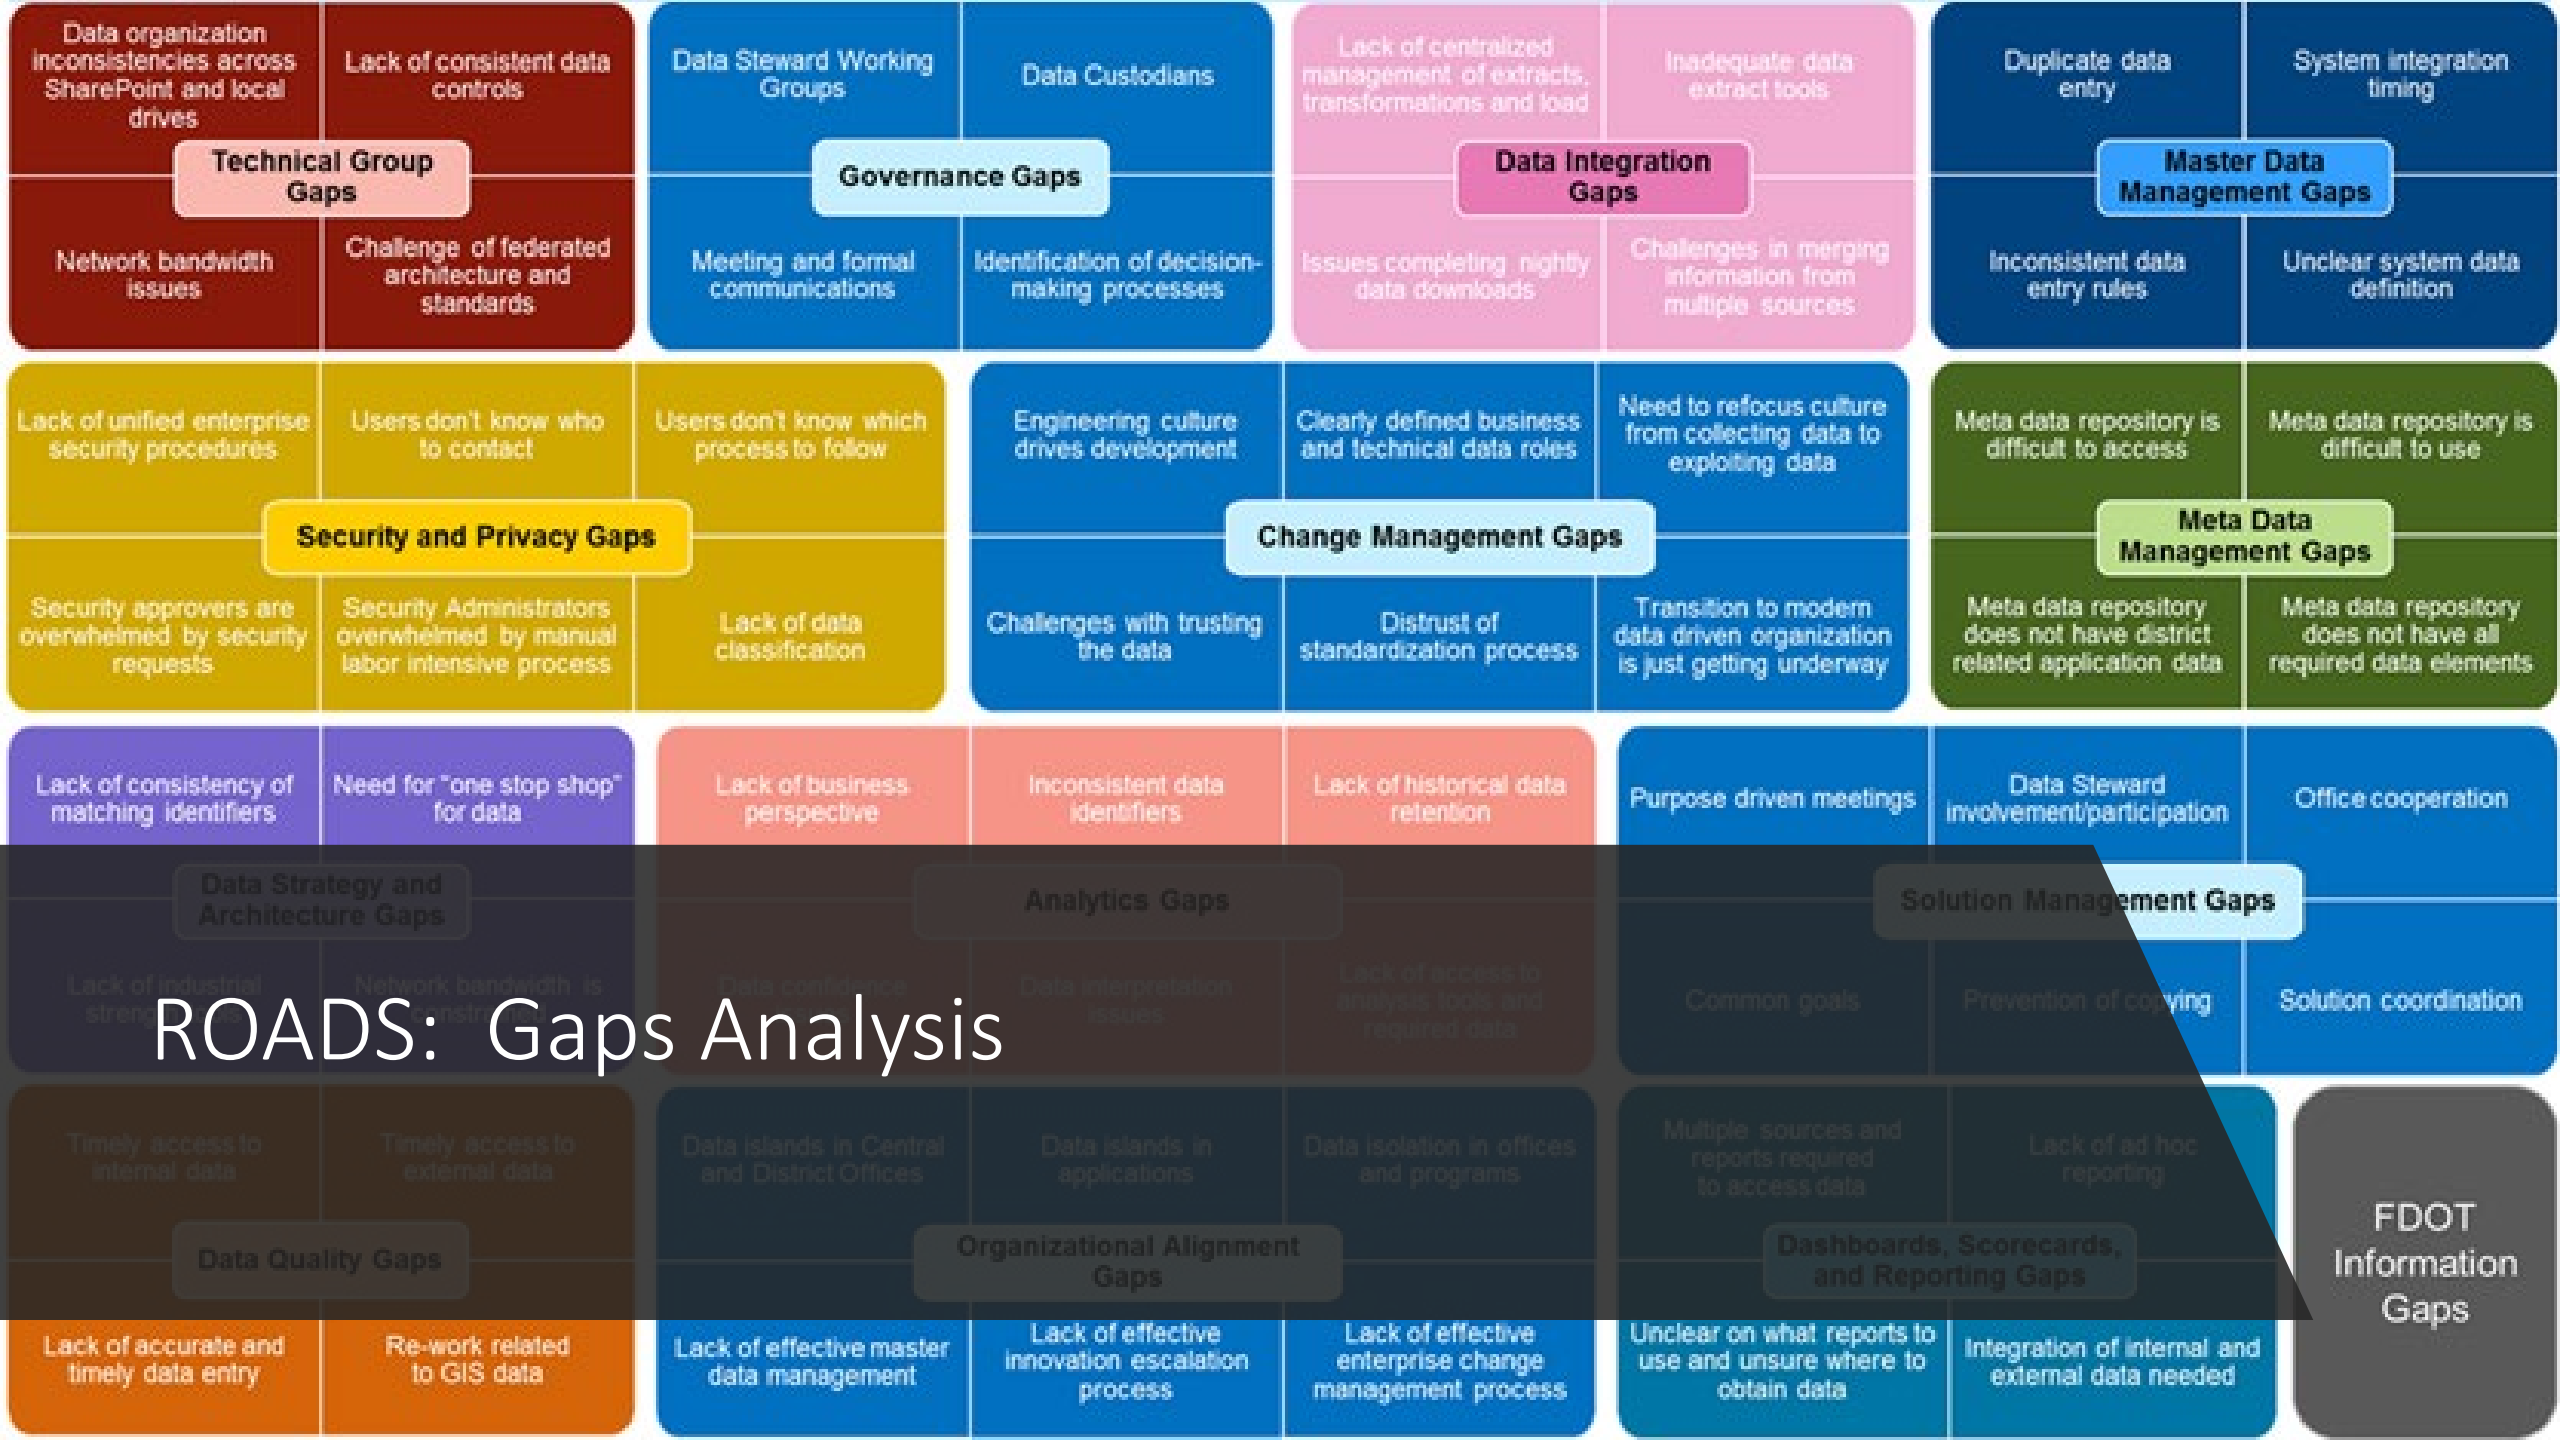 Data organization
inconsistencies across
SharePoint and local
drives
Lack of consistent data
controls
Technical Group
Gaps
Network bandwidth
issues
Challenge of federated
architecture and
standards
Data Steward Working
Groups
Data Custodians
Governance Gaps
Meeting and formal
communications
Identification of decision-
making processes
Lack of centralized
management of extracts,
transformations and load
Inadequate data
extract tools
Data Integration
Gaps
Issues completing nightly
data downloads
Challenges in merging
information from
multiple sources
Duplicate data
entry
System integration
timing
Master Data
Management Gaps
Inconsistent data
entry rules
Unclear system data
definition
Lack of unified enterprise
security procedures
Users don't know who
to contact
Users don't know which
process to follow
Security and Privacy Gaps
Security approvers are
overwhelmed by security
requests
Security Administrators
overwhelmed by manual
labor intensive process
Lack of data
classification
Engineering culture
drives development
Clearly defined business
and technical data roles
Need to refocus culture
from collecting data to
exploiting data
Change Management Gaps
Challenges with trusting
the data
Distrust of
standardization process
Transition to modern
data driven organization
is just getting underway
Meta data repository is
difficult to access
Meta data repository is
difficult to use
Meta Data
Management Gaps
Meta data repository
does not have district
related application data
Meta data repository
does not have all
required data elements
Lack of consistency of
matching identifiers
Need for "one stop shop"
for data
Data Strategy and
Architecture Gaps
Lack of industrial
Network bandwidth is
Lack of business
perspective
Inconsistent data
identifiers
Lack of historical data
retention
Analytics Gaps
Data confidence
Data interpretation
issues
Lack of access to
analysis tools and
required data
Purpose driven meetings
Data Steward
involvement/participation
Office cooperation
Solution Management Gaps
Common goals
Prevention of copying
Solution coordination
ROADS: Gaps Analysis
Timely access to
internal data
Timely access to
external data
Data Quality Gaps
Lack of accurate and
timely data entry
Re-work related
to GIS data
Data islands in Central
and District Offices
Data islands in
applications
Data isolation in offices
and programs
Organizational Alignment
Gaps
Lack of effective master
data management
Lack of effective
innovation escalation
process
Lack of effective
enterprise change
management process
Multiple sources and
reports required
to access data
Lack of ad hoc
reporting
Dashboards, Scorecards,
and Reporting Gaps
Unclear on what reports to
use and unsure where to
obtain data
Integration of internal and
external data needed
FDOT
Information
Gaps